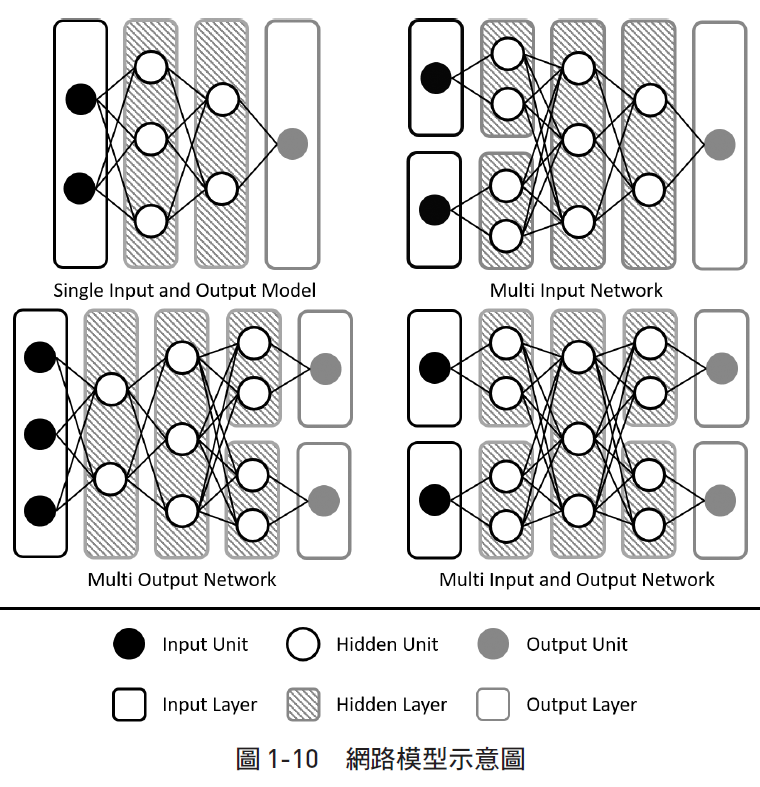 Single Input and Output Model
Multi Input Network
Multi Output Network
Multi Input and Output Network
Input Unit
Hidden Unit
Output Unit
Input Layer
Hidden Layer
Output Layer
圖 1-10 網路模型示意圖